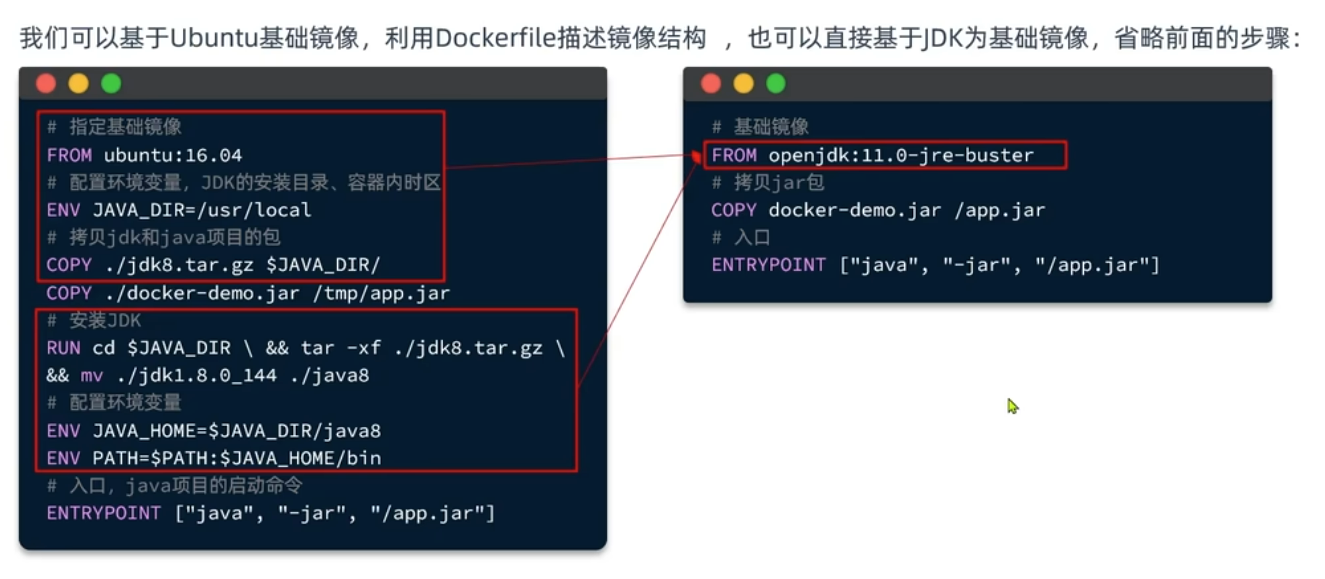 我们可以基于Ubuntu基础镜像，利用Dockerfile描述镜像结构 ，也可以直接基于JDK为基础镜像，省略前面的步骤：
# 指定基础镜像
FROM ubuntu:16.04
# 配置环境变量，JDK的安装目录、容器内时区
ENV JAVA_DIR=/usr/local
# 拷贝jdk和java项目的包
COPY ./jdk8.tar.gz $JAVA_DIR/
COPY ./docker-demo.jar /tmp/app.jar
# 安装JDK
RUN cd $JAVA_DIR \ && tar -xf ./jdk8.tar.gz \
&& mv ./jdk1.8.0_144 ./java8
# 配置环境变量
ENV JAVA_HOME=$JAVA_DIR/java8
ENV PATH=$PATH:$JAVA_HOME/bin
# 入口，java项目的启动命令
ENTRYPOINT ["java", "-jar", "/app.jar"]
# 基础镜像
FROM openjdk:11.0-jre-buster
# 拷贝jar包
COPY docker-demo.jar /app.jar
# 入口
ENTRYPOINT ["java", "-jar", "/app.jar"]